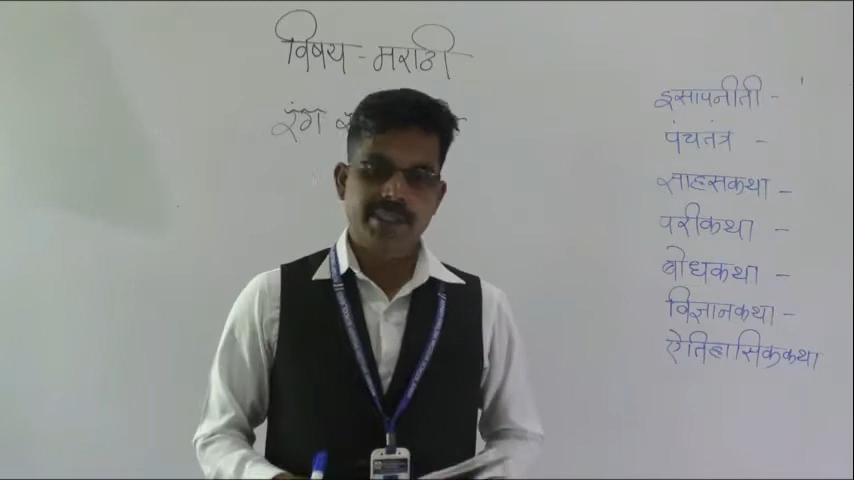 विषय - मराठी
रंग
इसापनीती -
पंचतंत्र -
साहसकथा -
परीकथा -
बोधकथा -
विज्ञानकथा -
ऐतिहासिककथा